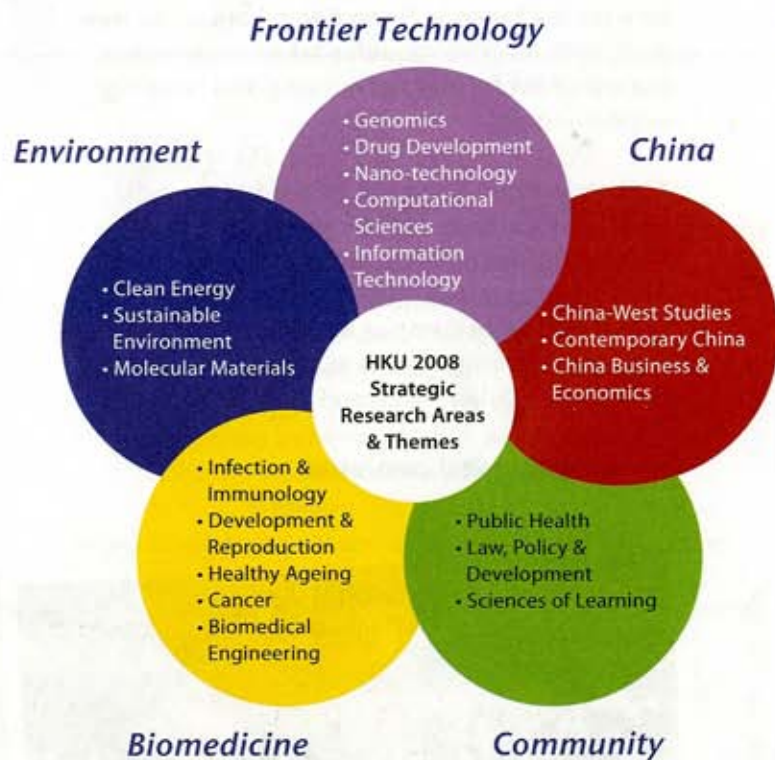 Frontier Technology
Environment
China
• Genomics
• Drug Development
• Nano-technology
• Computational
Sciences
• Information
Technology
• Clean Energy
• Sustainable
Environment
• Molecular Materials
• China-West Studies
• Contemporary China
• China Business &
Economics
HKU 2008
Strategic
Research Areas
& Themes
• Infection &
Immunology
• Development &
Reproduction
• Healthy Ageing
• Cancer
• Biomedical
Engineering
• Public Health
• Law, Policy &
Development
• Sciences of Learning
Biomedicine
Community